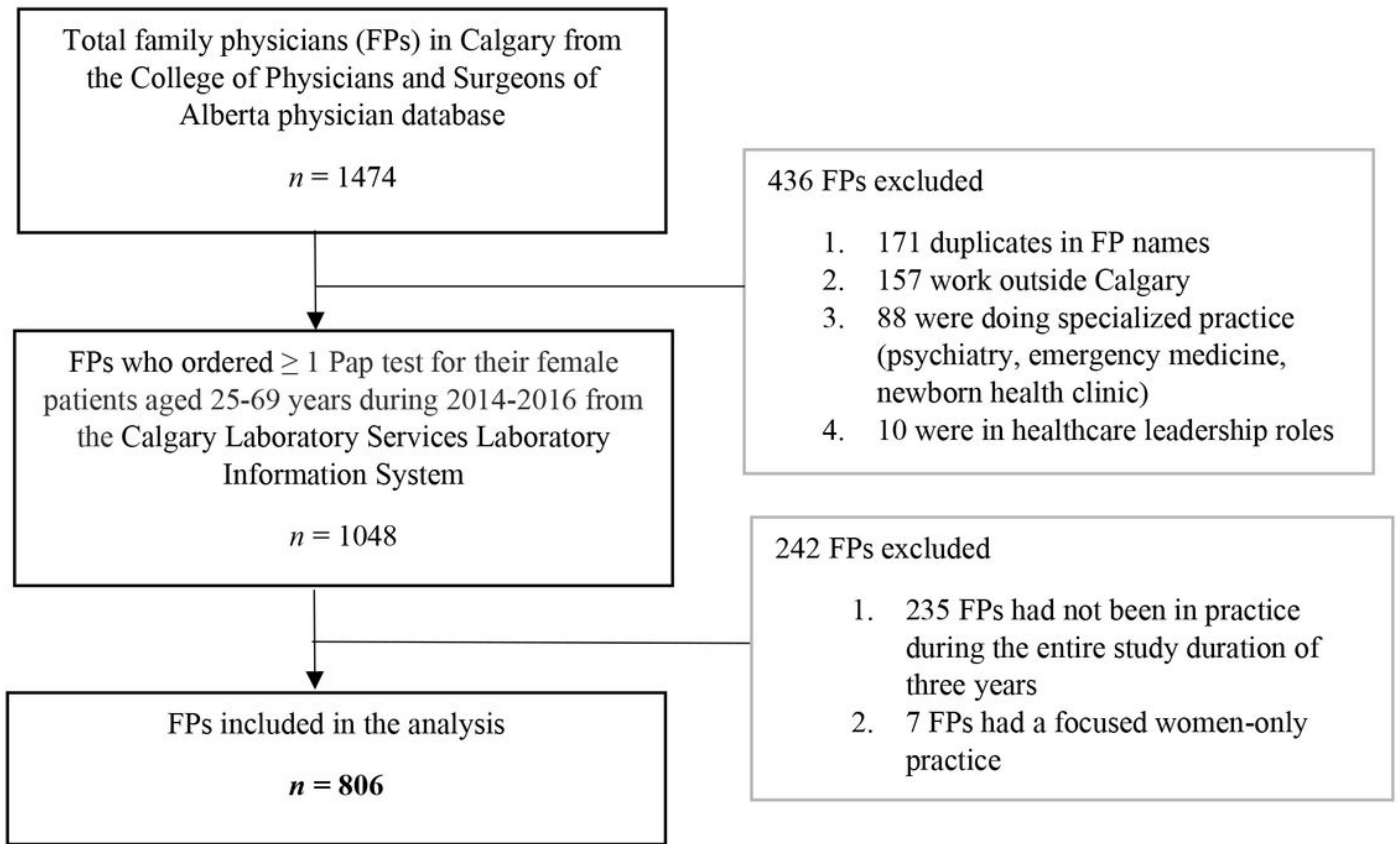 Total family physicians (FPs) in Calgary from
the College of Physicians and Surgeons of
Alberta physician database
n = 1474
436 FPs excluded
1. 171 duplicates in FP names
2. 157 work outside Calgary
3. 88 were doing specialized practice
(psychiatry, emergency medicine,
newborn health clinic)
4. 10 were in healthcare leadership roles
FPs who ordered ≥ 1 Pap test for their female
patients aged 25-69 years during 2014-2016 from
the Calgary Laboratory Services Laboratory
Information System
n = 1048
242 FPs excluded
1. 235 FPs had not been in practice
during the entire study duration of
three years
2. 7 FPs had a focused women-only
practice
FPs included in the analysis
n = 806